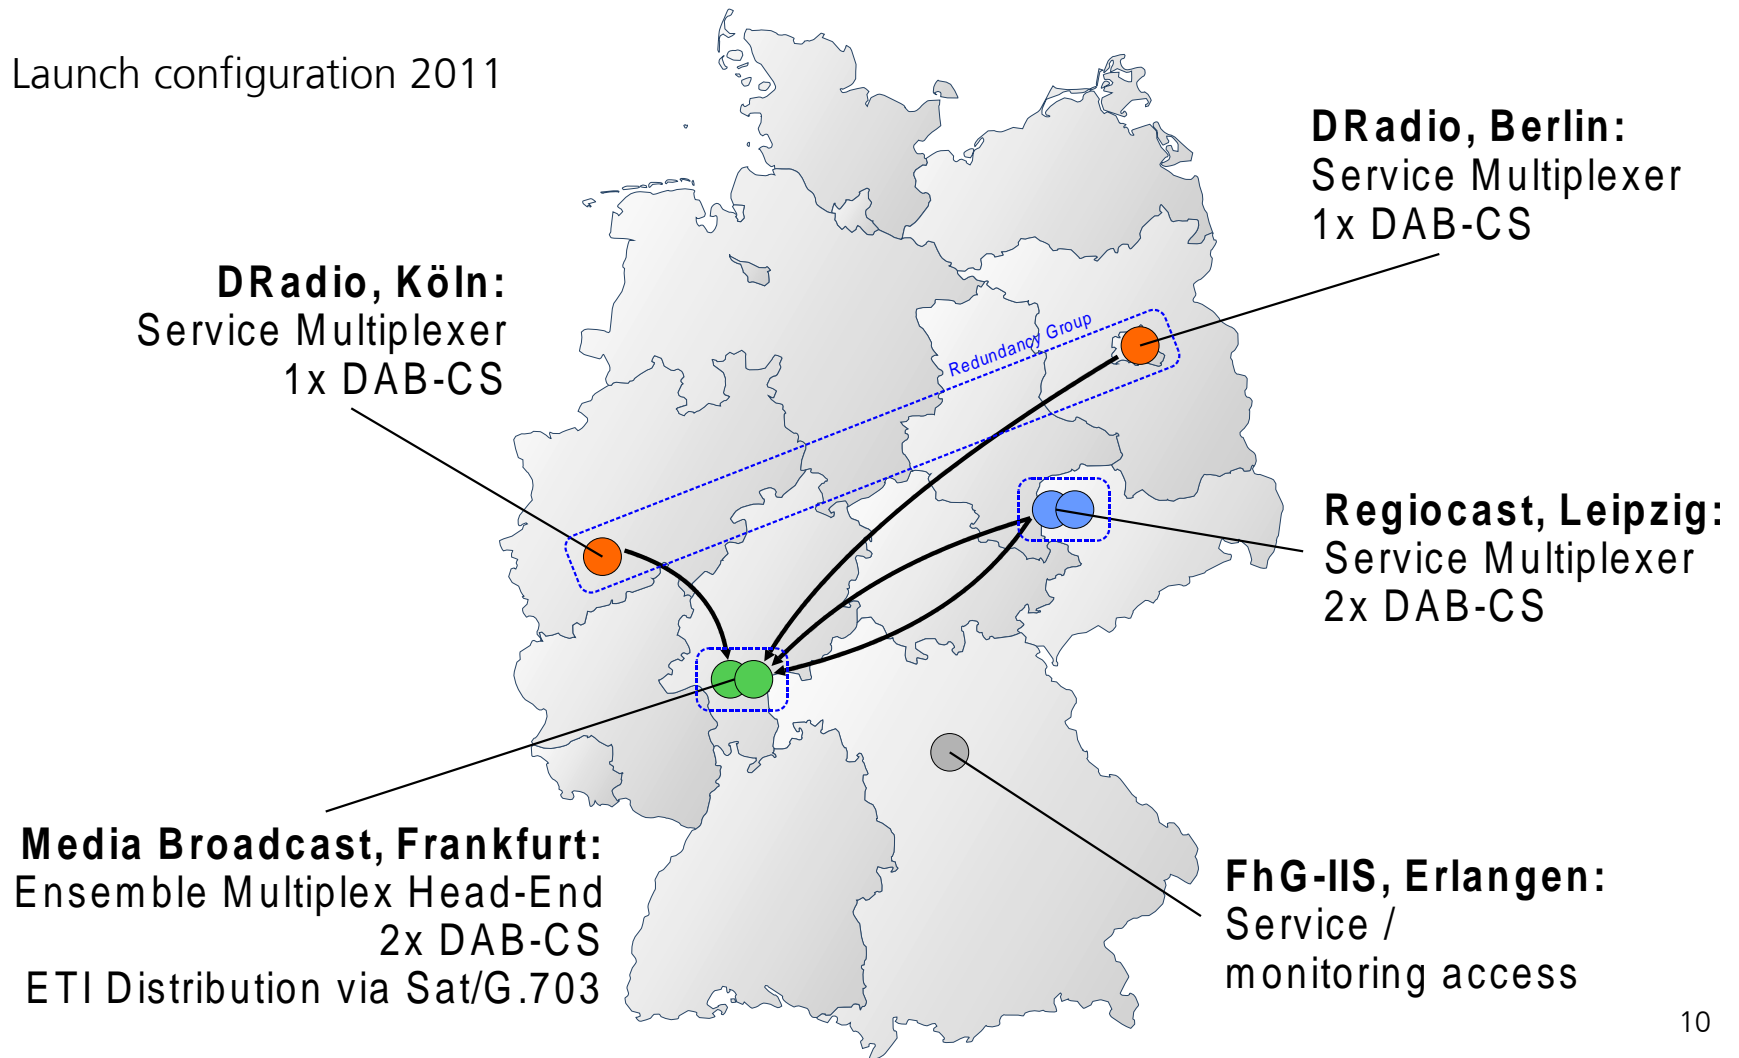 Launch configuration 2011
DRadio, Berlin:
Service Multiplexer
1x DAB-CS
DRadio, Köln:
Service Multiplexer
1x DAB-CS
Redundancy Group
Regiocast, Leipzig:
Service Multiplexer
2x DAB-CS
Media Broadcast, Frankfurt:
Ensemble Multiplex Head-End
2x DAB-CS
ETI Distribution via Sat/G.703
FhG-IIS, Erlangen:
Service /
monitoring access
10